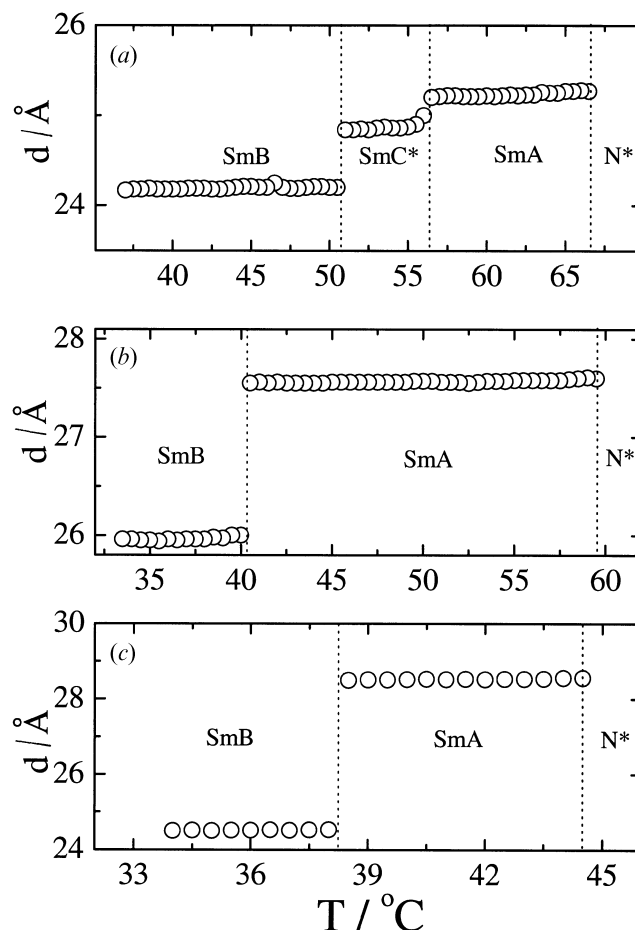 26
(a)
d / Å
SmB SmC* SmA N*
24
40 45 50 55 60 65
28
(b)
d / Å
27
SmB SmA N*
26
35 40 45 50 55 60
30
(c)
28
d / Å
SmB SmA N*
26
24
33 36 39 42 45
T / °C